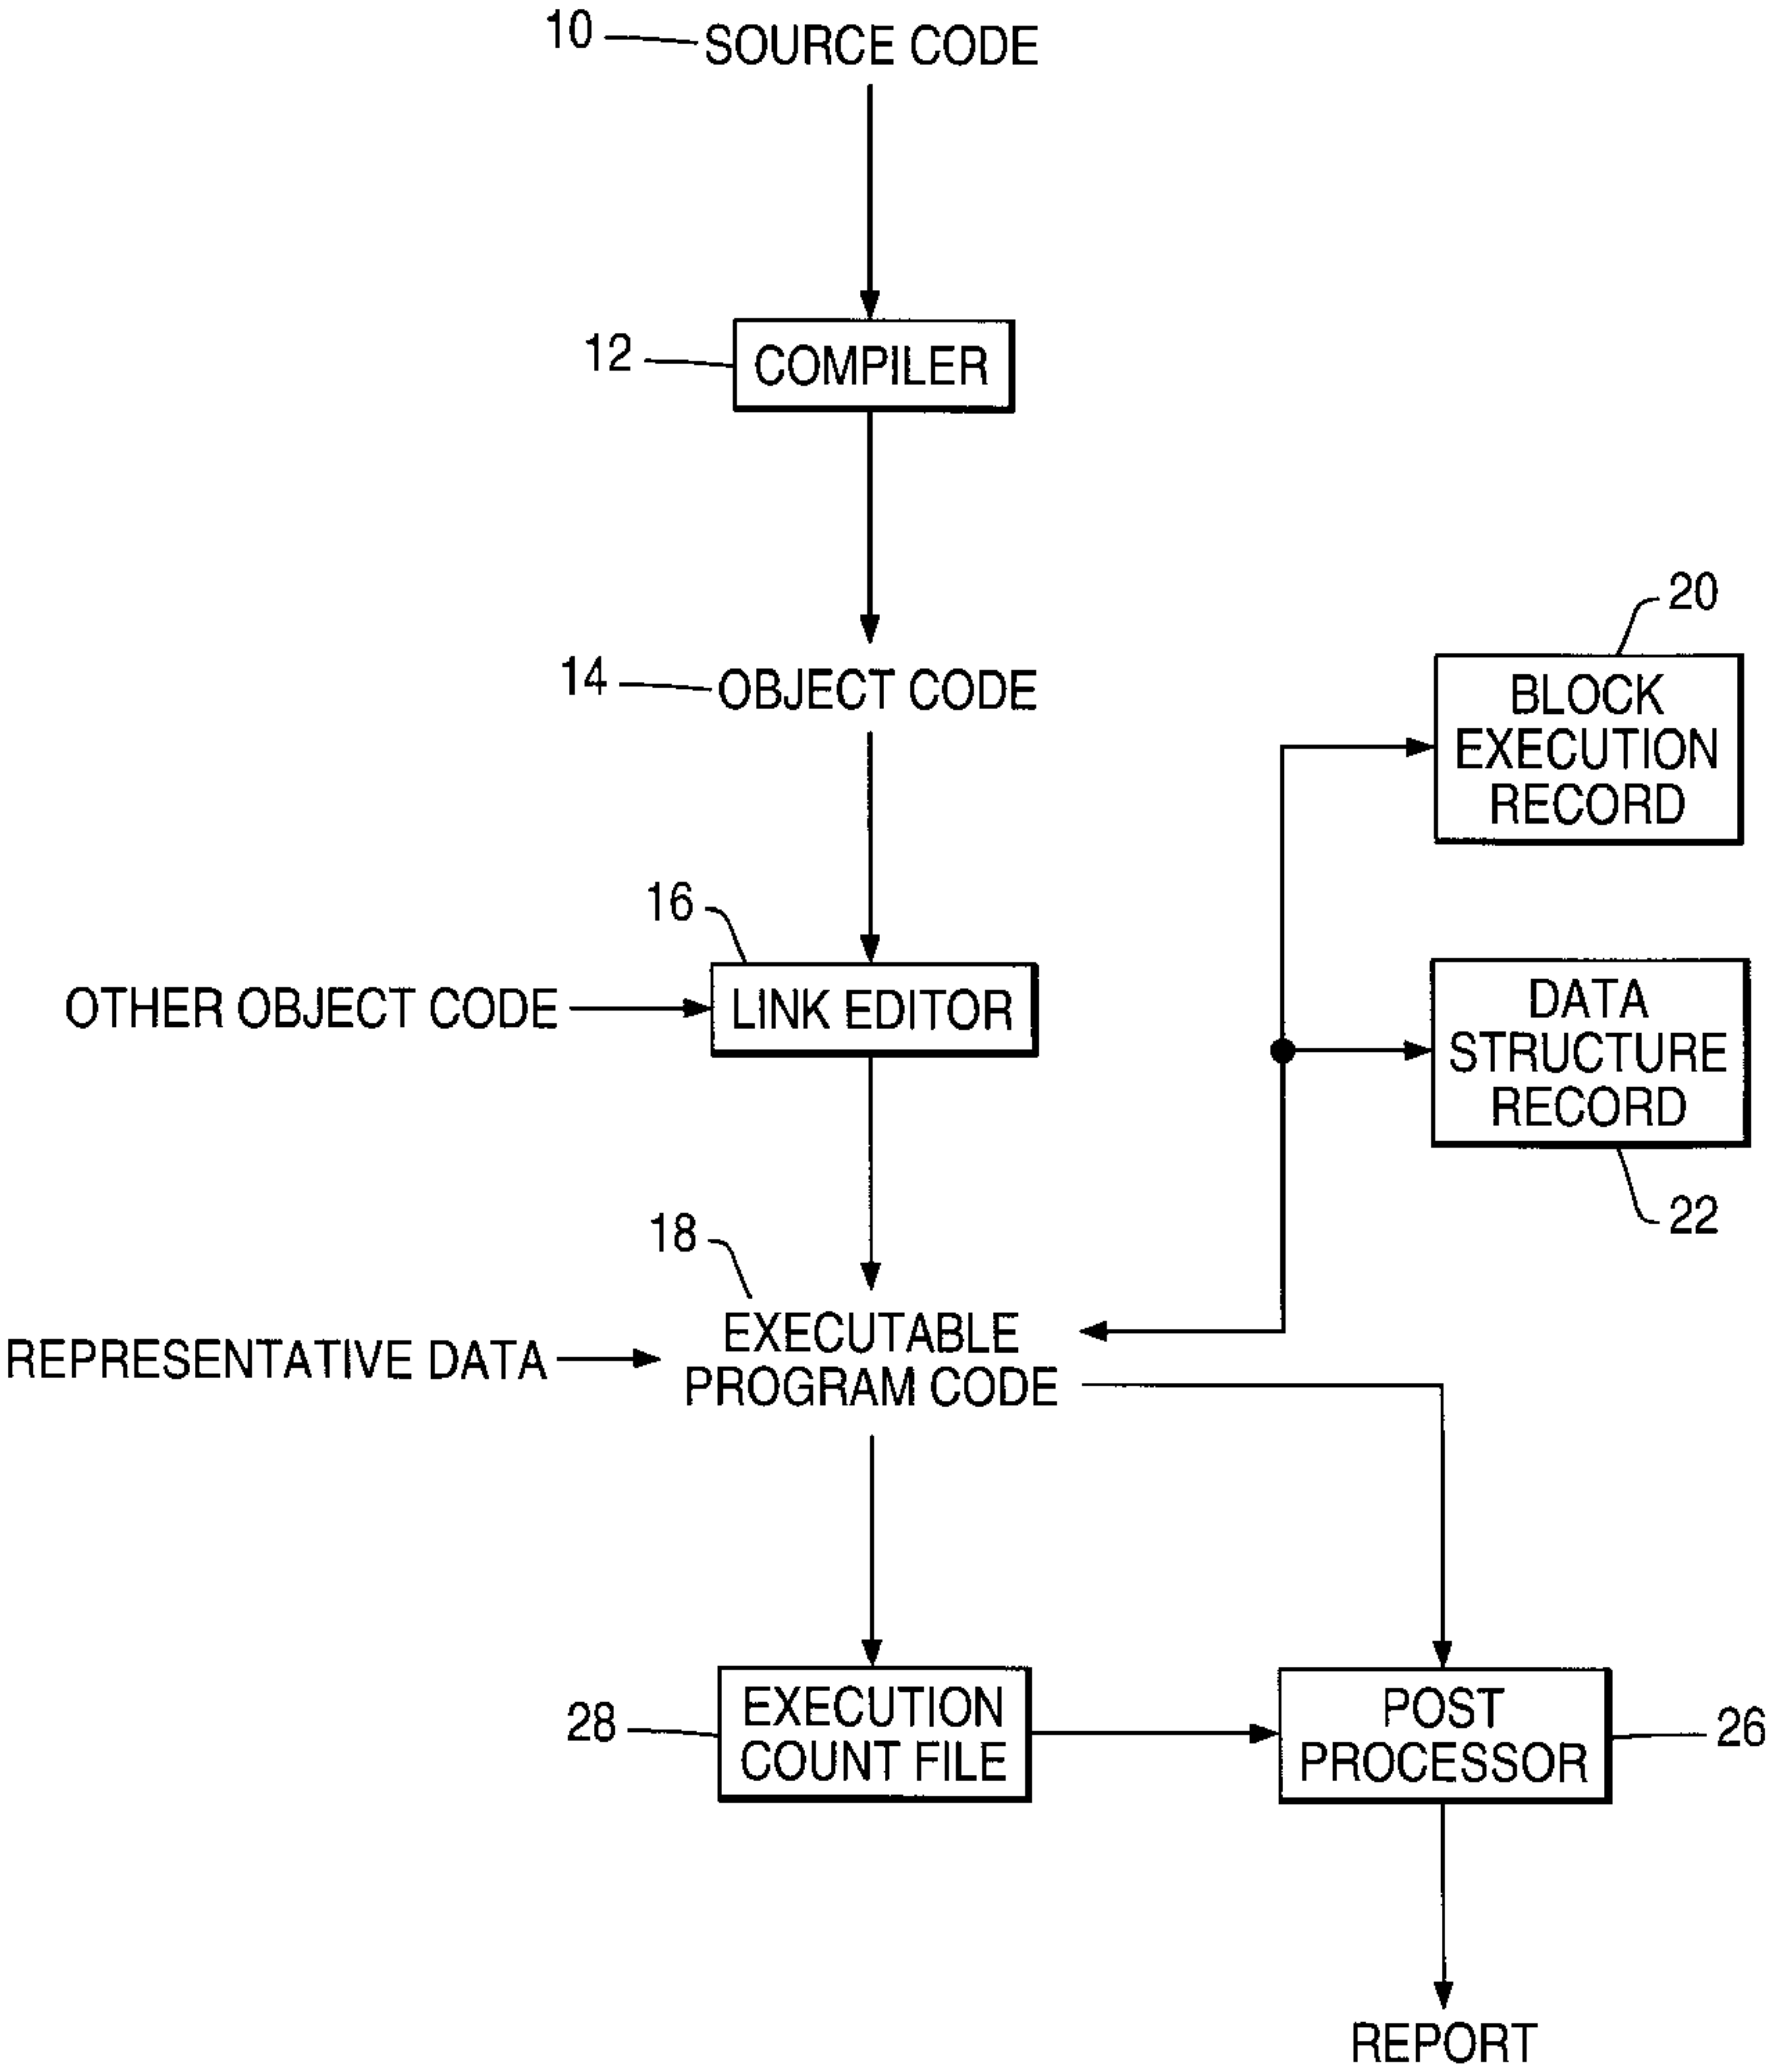 10
SOURCE CODE
12
COMPILER
14
OBJECT CODE
20
BLOCK
EXECUTION
RECORD
16
OTHER OBJECT CODE
LINK EDITOR
DATA
STRUCTURE
RECORD
22
18
REPRESENTATIVE DATA
EXECUTABLE
PROGRAM CODE
28
EXECUTION
COUNT FILE
POST
PROCESSOR
26
REPORT